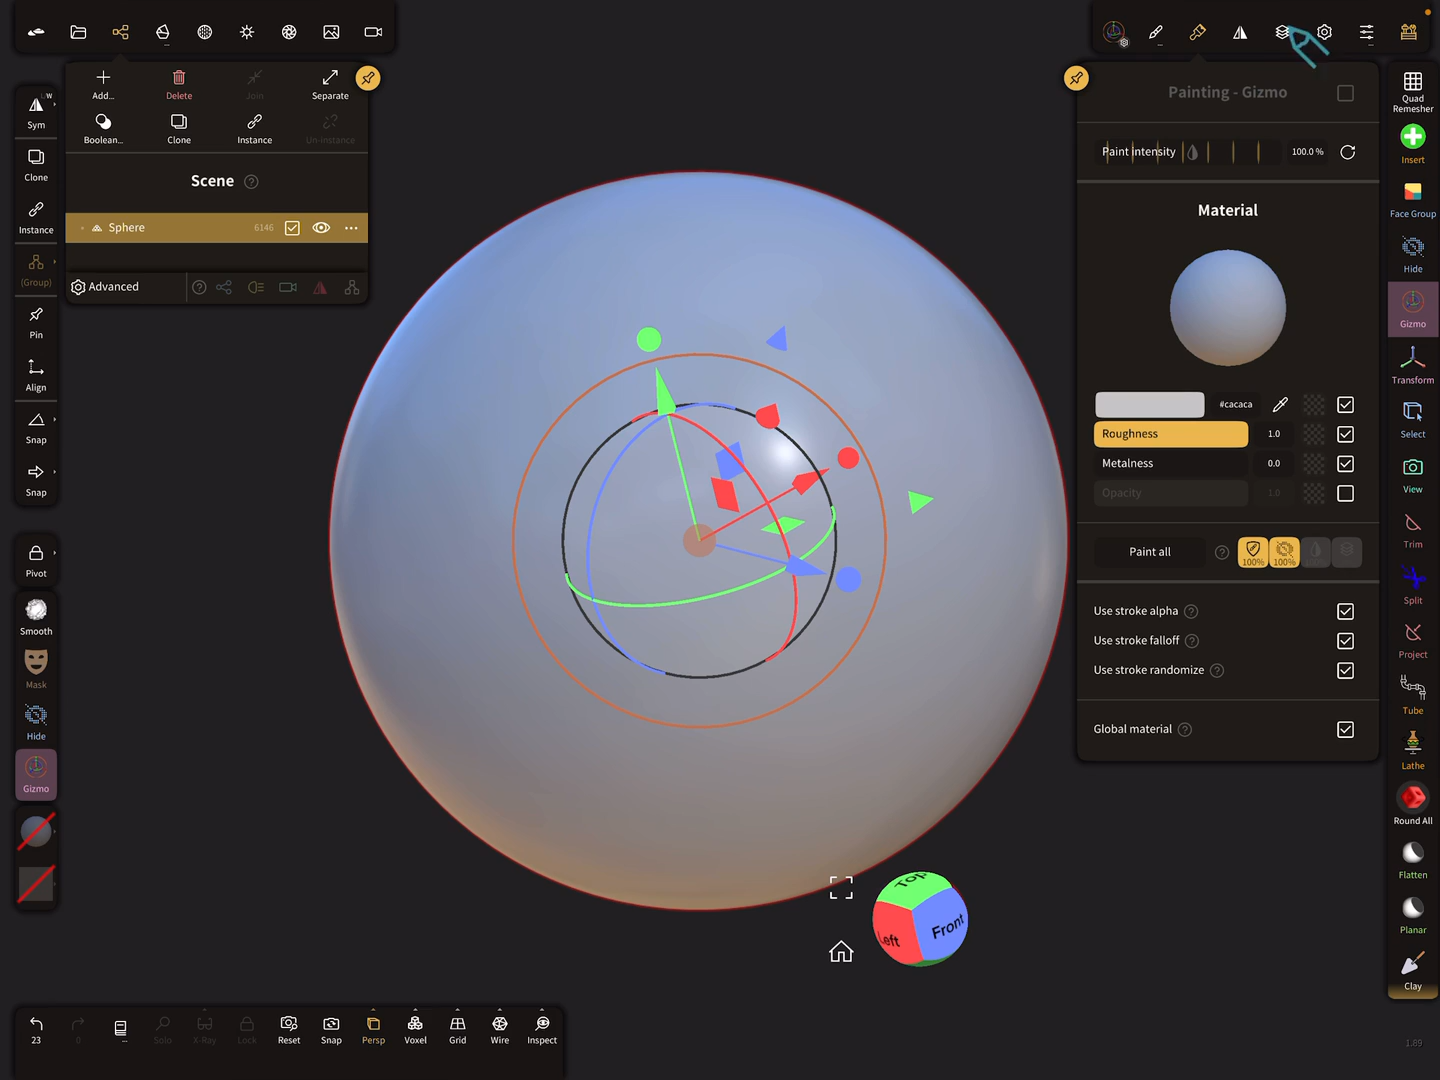 Add...
Delete
Join
Separate
Boolean...
Clone
Instance
Un-instance
Scene
Sphere 6146
Advanced
Sym
Clone
Instance
(Group)
Pin
Align
Snap
Snap
Pivot
Smooth
Mask
Hide
Gizmo
Top
Left
Front
23
0
Solo
X-Ray
Lock
Reset
Snap
Persp
Voxel
Grid
Wire
Inspect
Painting - Gizmo
Paint intensity 100.0 %
Material
#cacaca
Roughness 1.0
Metalness 0.0
Opacity 1.0
Paint all
100%
100%
Use stroke alpha
Use stroke falloff
Use stroke randomize
Global material
Quad
Remesher
Insert
Face Group
Hide
Gizmo
Transform
Select
View
Trim
Split
Project
Tube
Lathe
Round All
Flatten
Planar
Clay
1.89